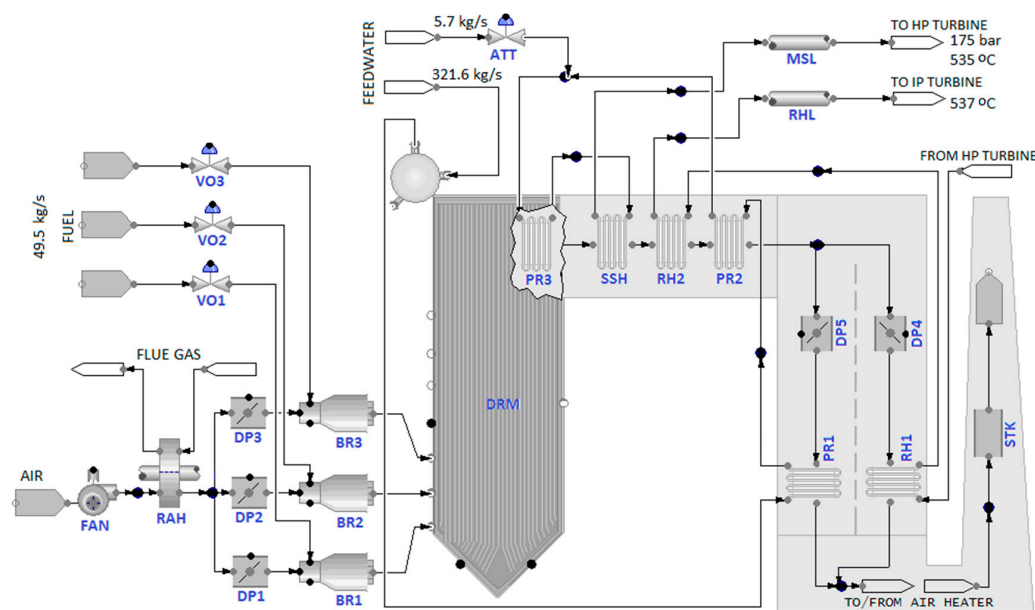 5.7 kg/s
ATT
FEEDWATER
321.6 kg/s
MSL
RHL
TO HP TURBINE
175 bar
535 ºC
TO IP TURBINE
537 ºC
FROM HP TURBINE
VO3
VO2
VO1
49.5 kg/s
FUEL
PR3
SSH
RH2
PR2
DP5
DP4
FLUE GAS
DRM
STK
DP3
BR3
PR1
RH1
AIR
FAN
RAH
DP2
BR2
DP1
BR1
TO/FROM AIR HEATER